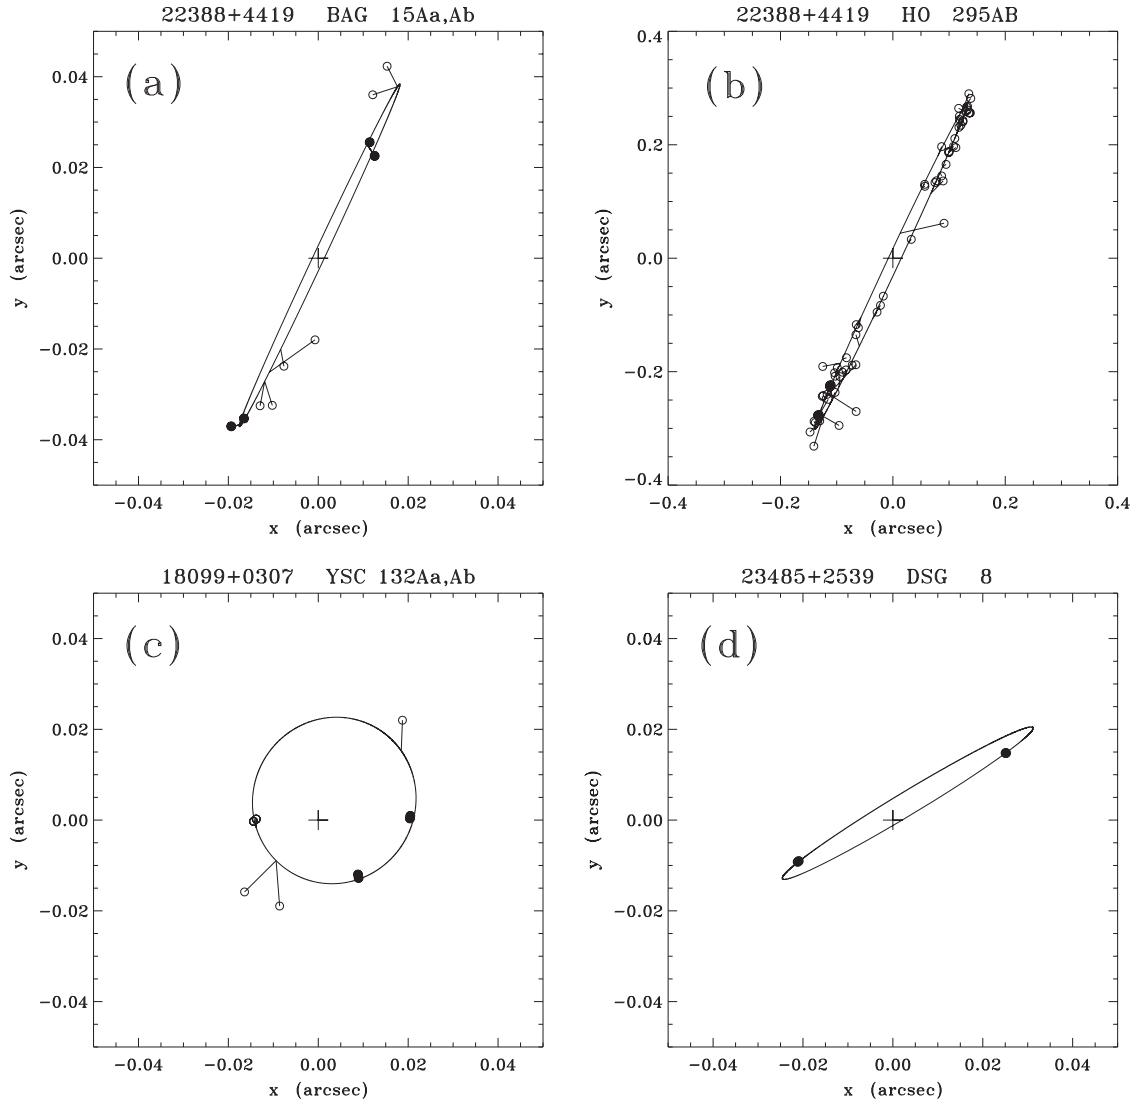 22388+4419 BAG 15Aa,Ab
(a)
0.04
0.02
0.00
−0.02
−0.04
y (arcsec)
−0.04 −0.02 0.00 0.02 0.04
x (arcsec)
22388+4419 HO 295AB
(b)
0.4
0.2
0.0
−0.2
−0.4
y (arcsec)
−0.4 −0.2 0.0 0.2 0.4
x (arcsec)
18099+0307 YSC 132Aa,Ab
(c)
0.04
0.02
0.00
−0.02
−0.04
y (arcsec)
−0.04 −0.02 0.00 0.02 0.04
x (arcsec)
23485+2539 DSG 8
(d)
0.04
0.02
0.00
−0.02
−0.04
y (arcsec)
−0.04 −0.02 0.00 0.02 0.04
x (arcsec)